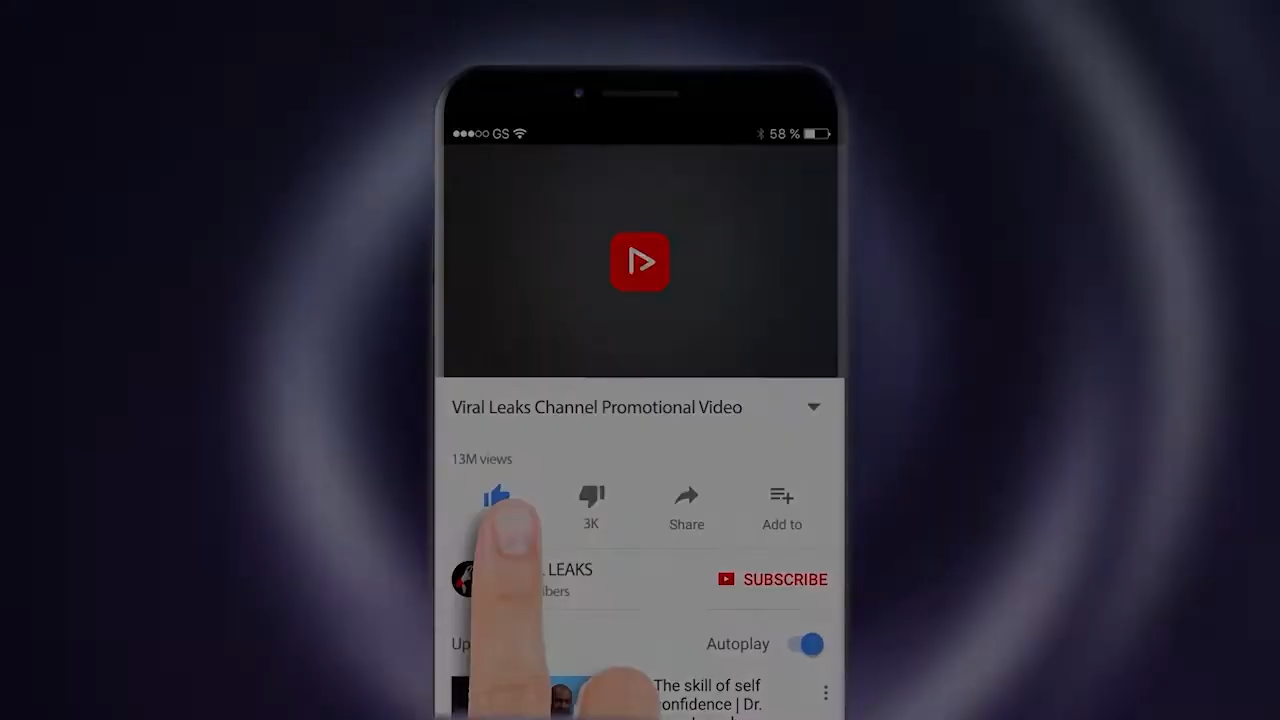 GS
58 %
Viral Leaks Channel Promotional Video
13M views
3K
Share
Add to
LEAKS
SUBSCRIBE
Autoplay
The skill of self
confidence | Dr.